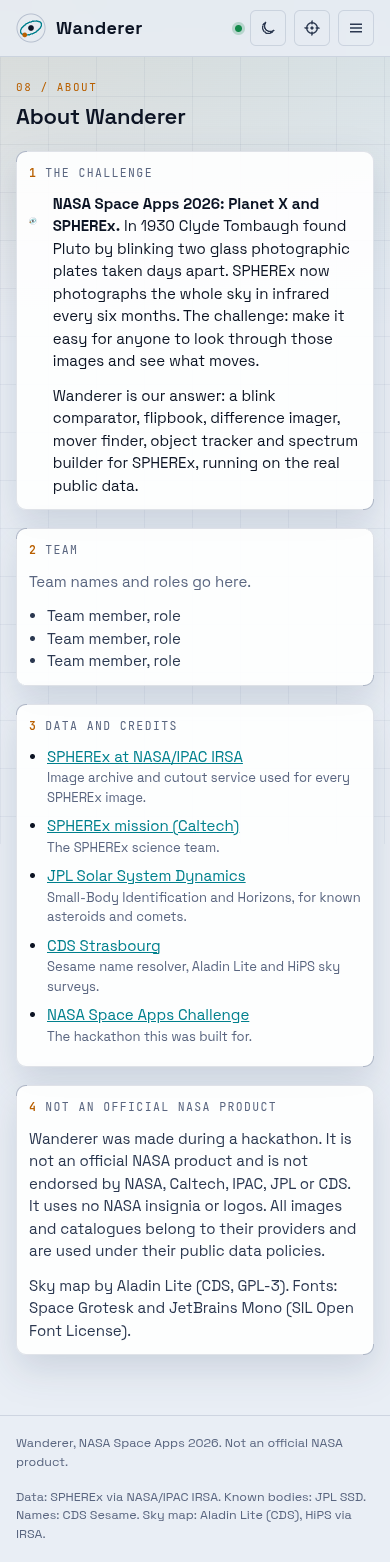 Wanderer
08 / ABOUT
About Wanderer
1 THE CHALLENGE
NASA Space Apps 2026: Planet X and
SPHEREx. In 1930 Clyde Tombaugh found
Pluto by blinking two glass photographic
plates taken days apart. SPHEREx now
photographs the whole sky in infrared
every six months. The challenge: make it
easy for anyone to look through those
images and see what moves.
Wanderer is our answer: a blink
comparator, flipbook, difference imager,
mover finder, object tracker and spectrum
builder for SPHEREx, running on the real
public data.
2 TEAM
Team names and roles go here.
• Team member, role
• Team member, role
• Team member, role
3 DATA AND CREDITS
• SPHEREx at NASA/IPAC IRSA
Image archive and cutout service used for every
SPHEREx image.
• SPHEREx mission (Caltech)
The SPHEREx science team.
• JPL Solar System Dynamics
Small-Body Identification and Horizons, for known
asteroids and comets.
• CDS Strasbourg
Sesame name resolver, Aladin Lite and HiPS sky
surveys.
• NASA Space Apps Challenge
The hackathon this was built for.
4 NOT AN OFFICIAL NASA PRODUCT
Wanderer was made during a hackathon. It is
not an official NASA product and is not
endorsed by NASA, Caltech, IPAC, JPL or CDS.
It uses no NASA insignia or logos. All images
and catalogues belong to their providers and
are used under their public data policies.
Sky map by Aladin Lite (CDS, GPL-3). Fonts:
Space Grotesk and JetBrains Mono (SIL Open
Font License).
Wanderer, NASA Space Apps 2026. Not an official NASA
product.
Data: SPHEREx via NASA/IPAC IRSA. Known bodies: JPL SSD.
Names: CDS Sesame. Sky map: Aladin Lite (CDS), HiPS via
IRSA.